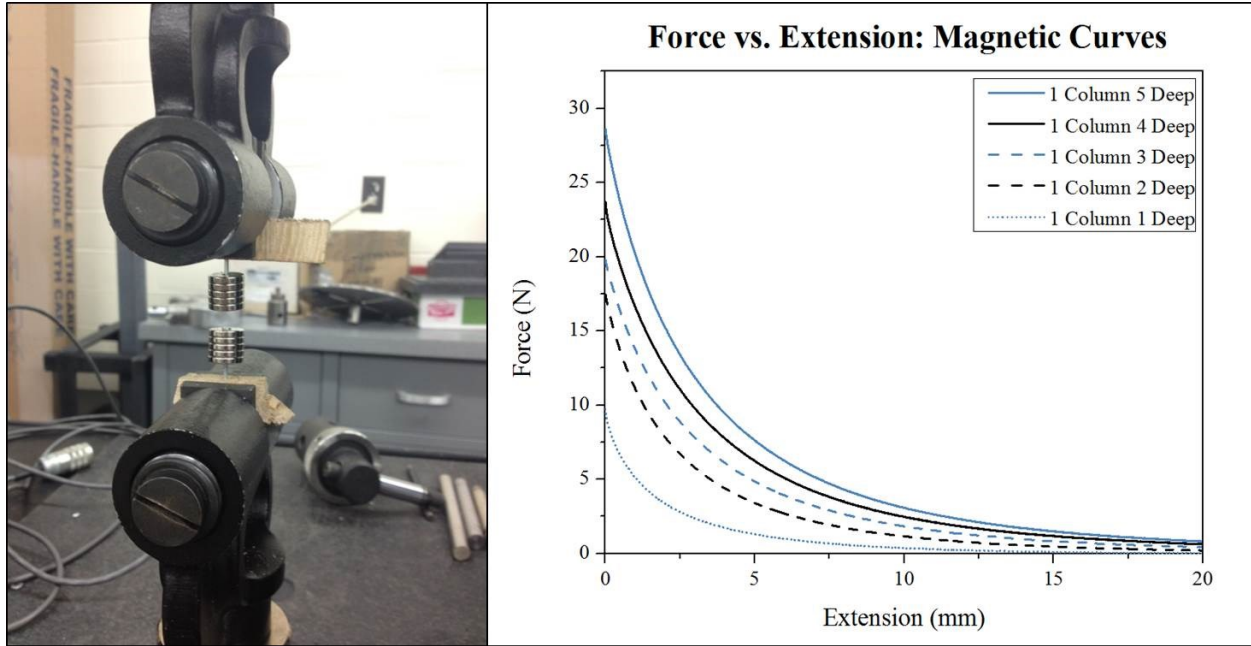 FRAGILE-HANDLE WITH CARE
FRAGILE-HANDLE WITH CARE
Force vs. Extension: Magnetic Curves
1 Column 5 Deep
1 Column 4 Deep
1 Column 3 Deep
1 Column 2 Deep
1 Column 1 Deep
Force (N)
30
25
20
15
10
5
0
0
5
10
15
20
Extension (mm)